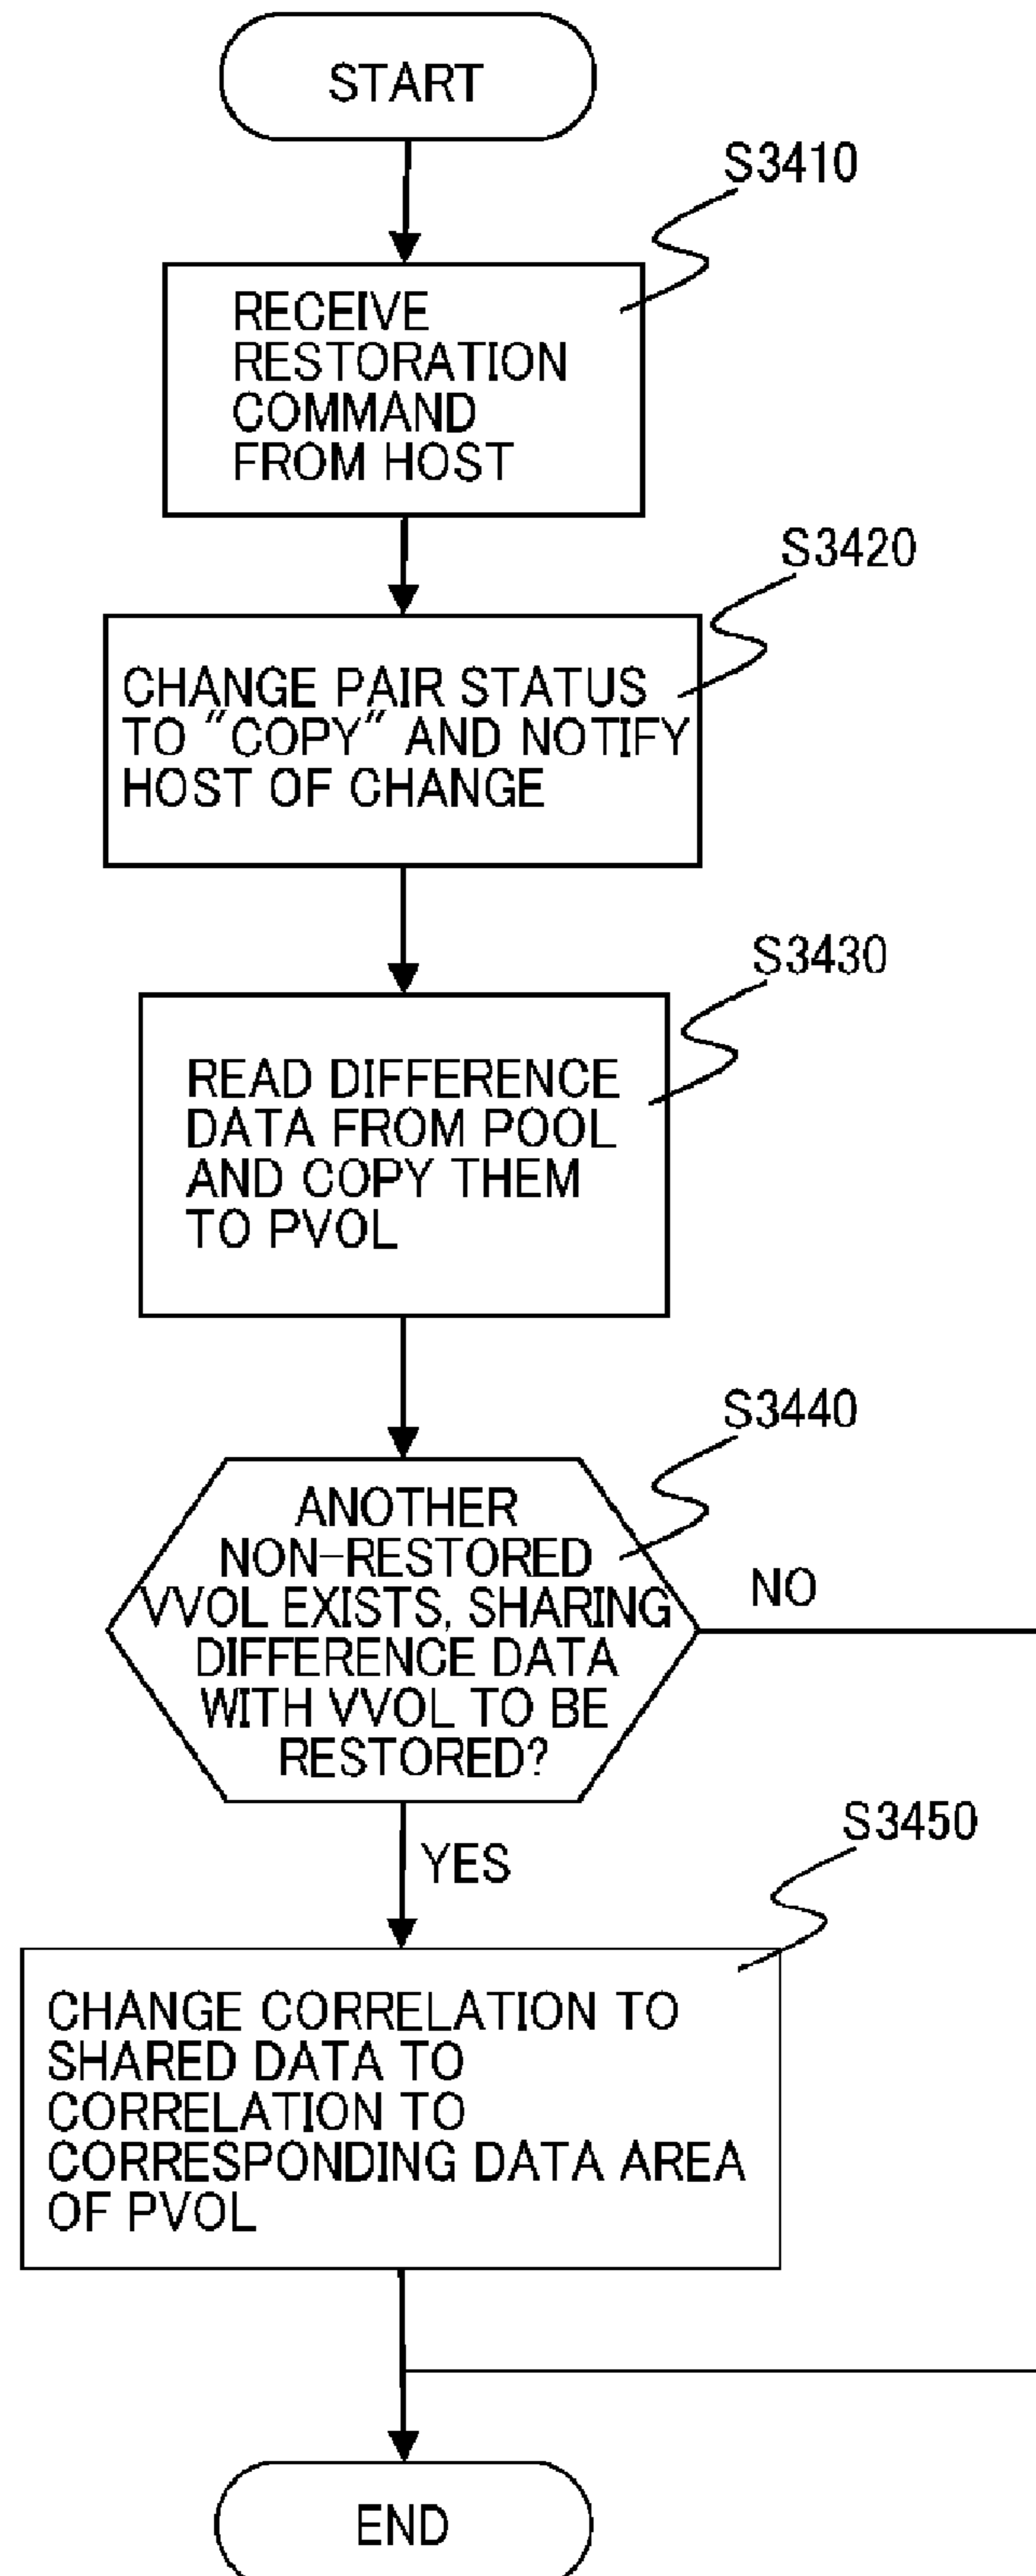 START
S3410
RECEIVE
RESTORATION
COMMAND
FROM HOST
S3420
CHANGE PAIR STATUS
TO "COPY" AND NOTIFY
HOST OF CHANGE
S3430
READ DIFFERENCE
DATA FROM POOL
AND COPY THEM
TO PVOL
S3440
ANOTHER
NON-RESTORED
VVOL EXISTS, SHARING
DIFFERENCE DATA
WITH VVOL TO BE
RESTORED?
NO
YES
S3450
CHANGE CORRELATION TO
SHARED DATA TO
CORRELATION TO
CORRESPONDING DATA AREA
OF PVOL
END